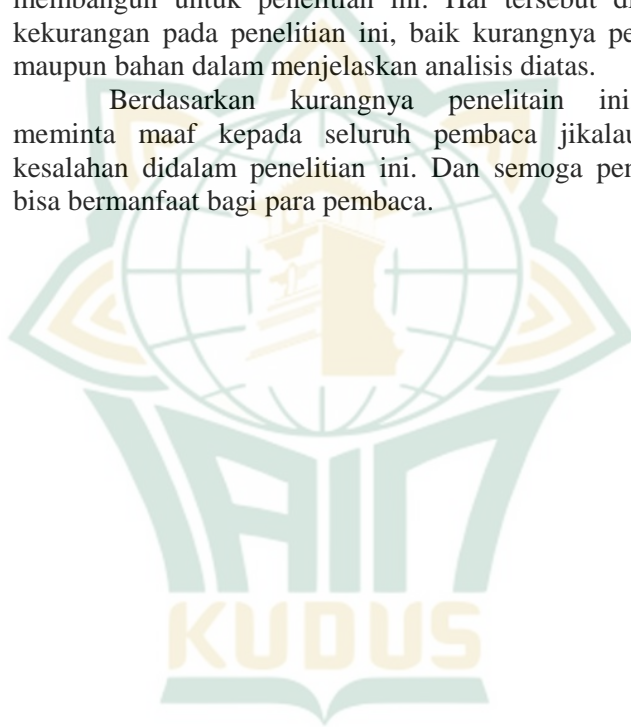 membangun untuk penelitian ini. Hal tersebut di
kekurangan pada penelitian ini, baik kurangnya pe
maupun bahan dalam menjelaskan analisis diatas.
Berdasarkan kurangnya penelitain ini
meminta maaf kepada seluruh pembaca jikalau
kesalahan didalam penelitian ini. Dan semoga pen
bisa bermanfaat bagi para pembaca.
IAIN
KUDUS